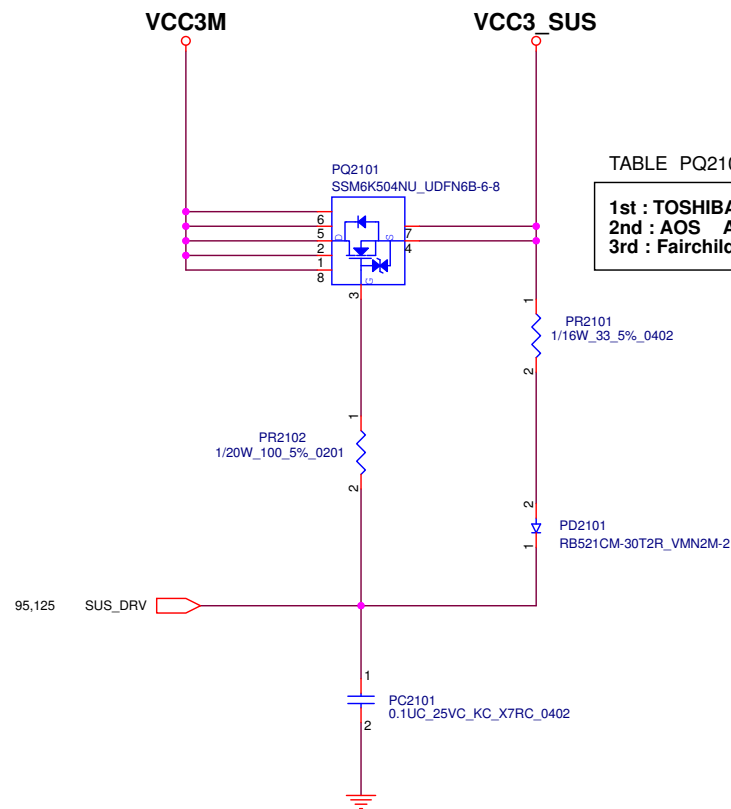 VCC3M
VCC3_SUS
PQ2101
SSM6K504NU_UDFN6B-6-8
TABLE
1st : TOSHIBA
2nd : AOS
3rd : Fairchild
6
5
2
1
8
D
S
G
7
4
3
1
PR2101
1/16W_33_5%_0402
2
1
PR2102
1/20W_100_5%_0201
2
2
PD2101
RB521CM-30T2R_VMN2M-2
1
95,125 SUS_DRV
1
PC2101
0.1UC_25VC_KC_X7RC_0402
2